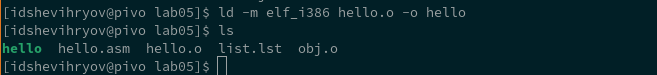 [idshevihryov@pivo lab05]$ ld -m elf_i386 hello.o -o hello
[idshevihryov@pivo lab05]$ ls
hello  hello.asm  hello.o  list.lst  obj.o
[idshevihryov@pivo lab05]$